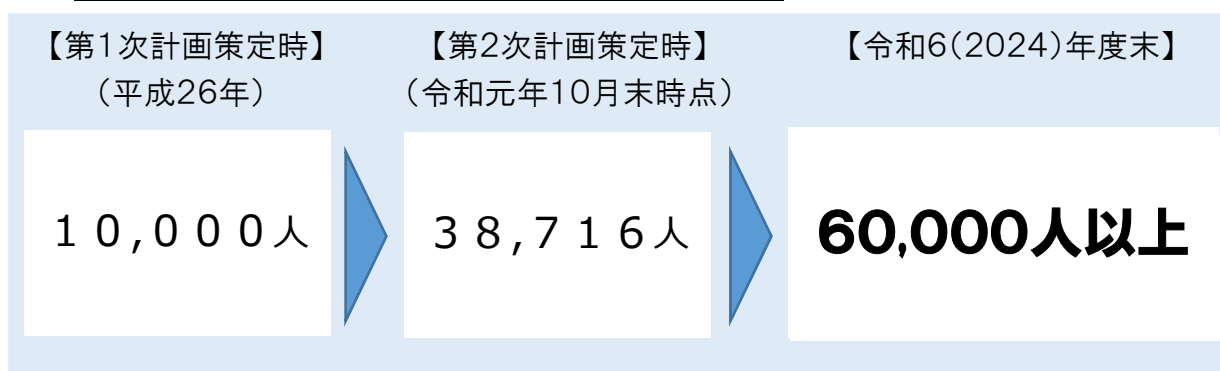 【第1次計画策定時】
(平成26年)
10,000人
【第2次計画策定時】
(令和元年10月末時点)
38,716人
【令和6(2024)年度末】
60,000人以上